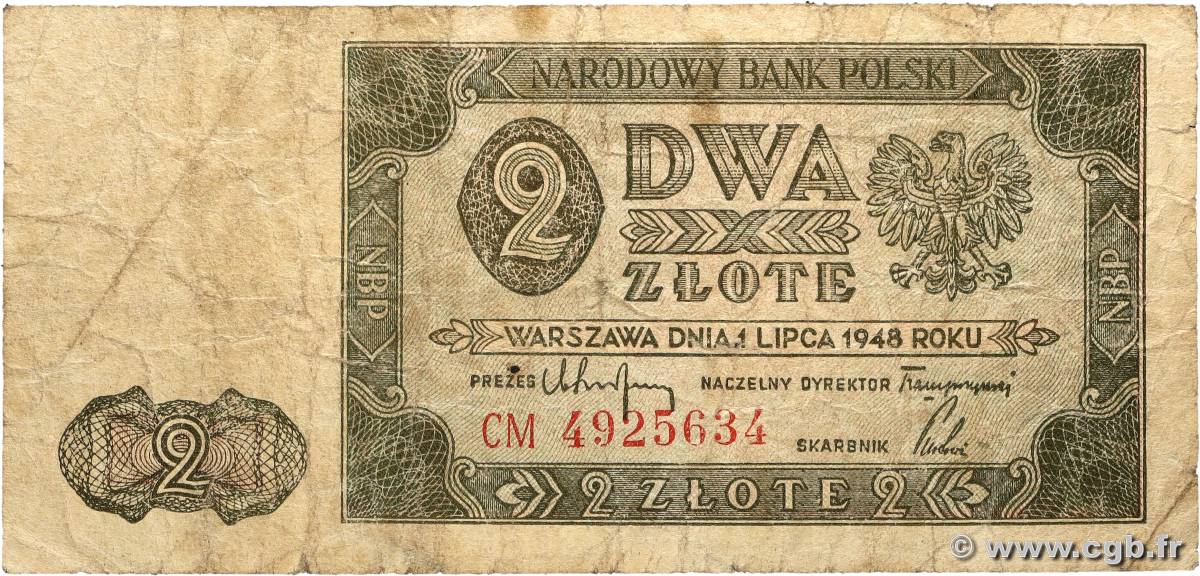 NARODOWY BANK POLSKI
2 DWA
ZŁOTE
NBP
NBP
WARSZAWA DNIA 1 LIPCA 1948 ROKU
PREZES NACZELNY DYREKTOR
CM 4925634
SKARBNIK
2
2 ZŁOTE 2
© www.cgb.fr